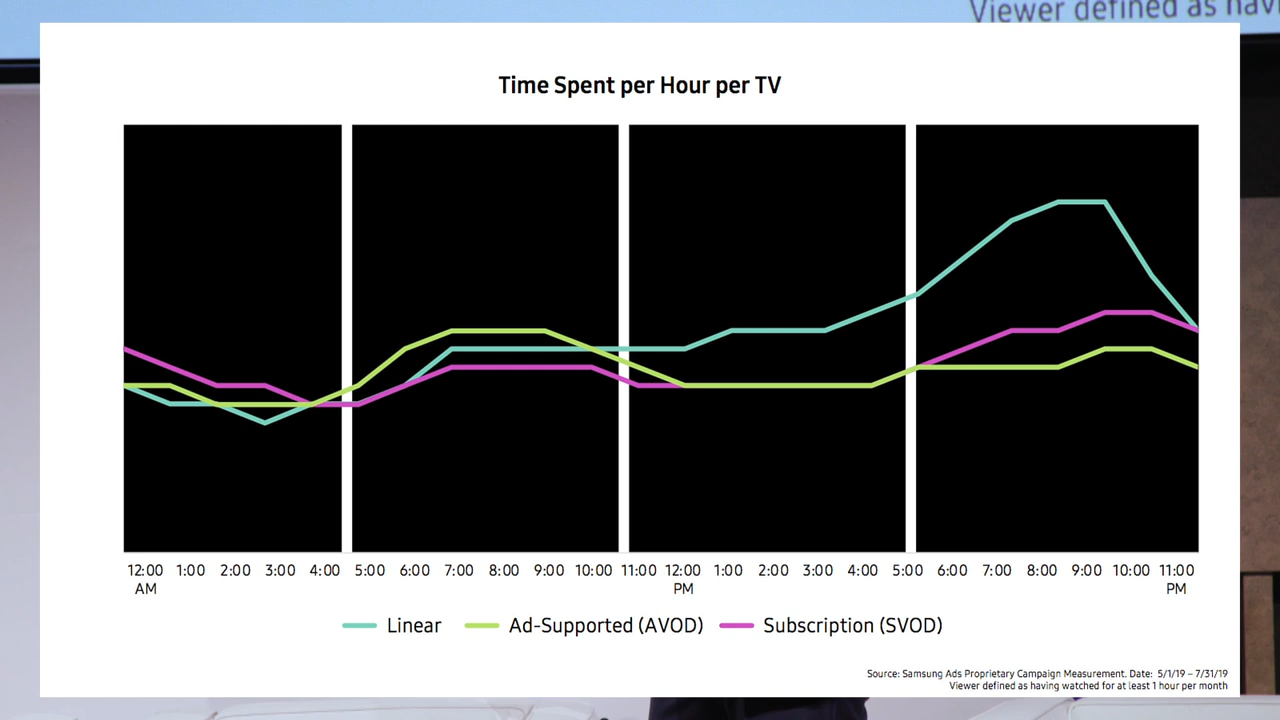 Viewer defined as havi
Time Spent per Hour per TV
12:00 1:00 2:00 3:00 4:00 5:00 6:00 7:00 8:00 9:00 10:00 11:00 12:00 1:00 2:00 3:00 4:00 5:00 6:00 7:00 8:00 9:00 10:00 11:00
AM PM PM
Linear Ad-Supported (AVOD) Subscription (SVOD)
Source: Samsung Ads Proprietary Campaign Measurement. Date: 5/1/19 – 7/31/19
Viewer defined as having watched for at least 1 hour per month